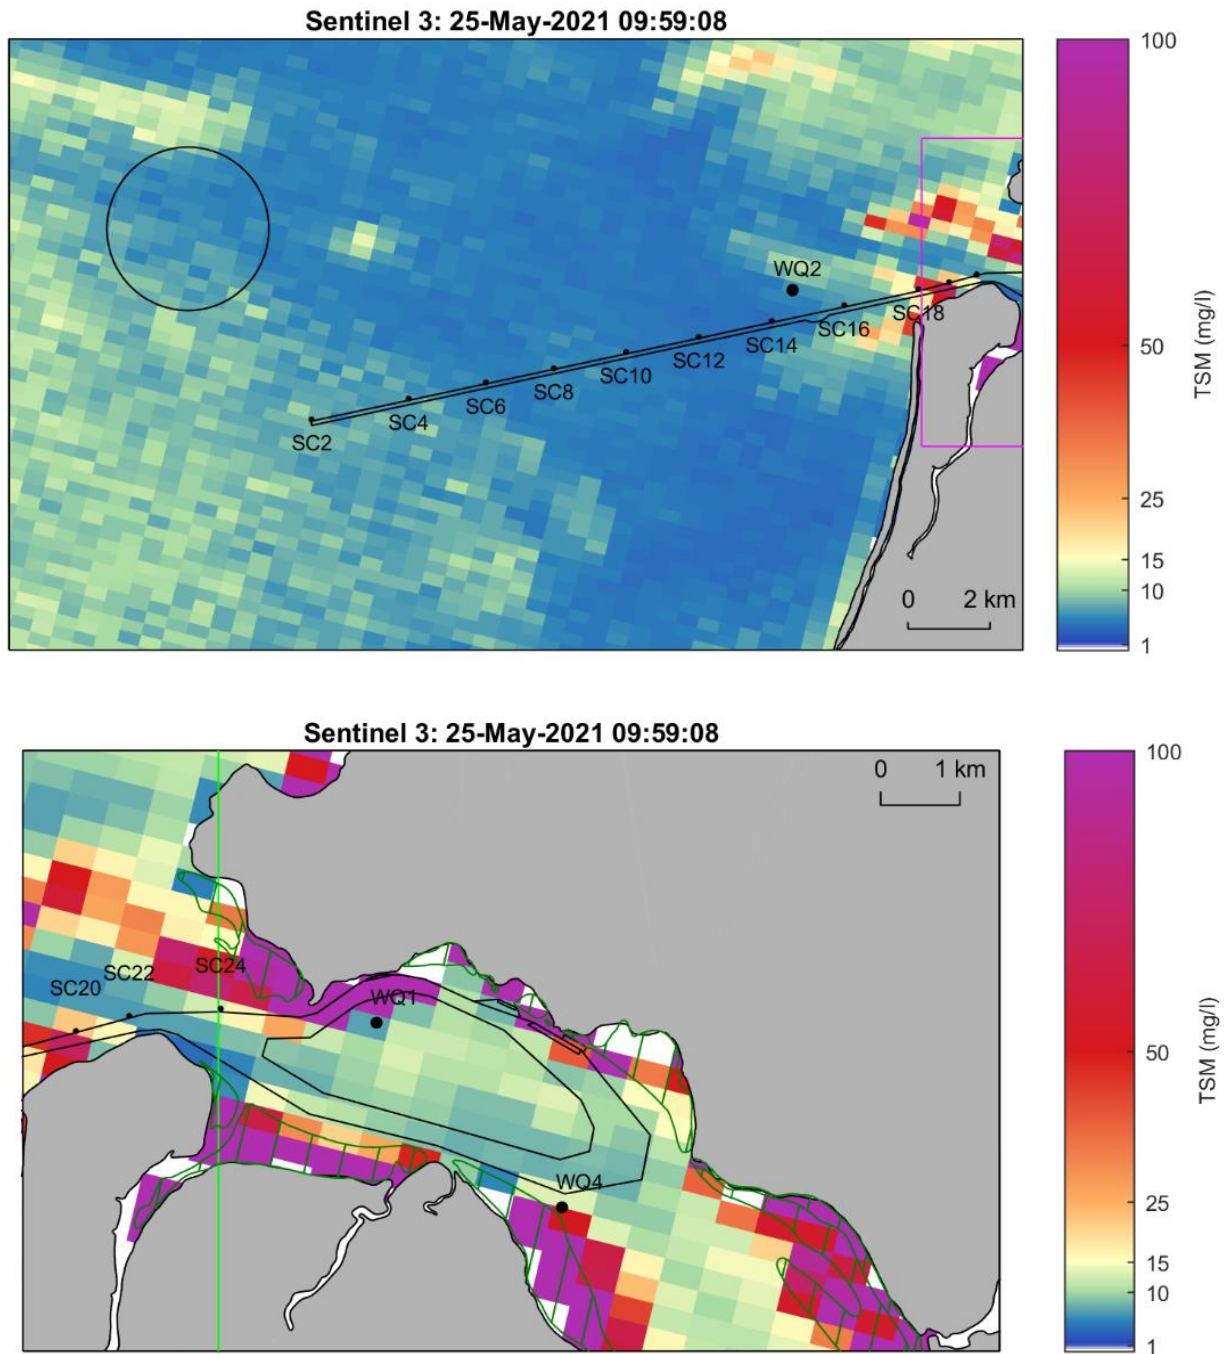 Sentinel 3: 25-May-2021 09:59:08
100
50
25
15
10
1
TSM (mg/l)
WQ2
SC18
SC16
SC14
SC12
SC10
SC8
SC6
SC4
SC2
0 2 km
Sentinel 3: 25-May-2021 09:59:08
100
50
25
15
10
1
TSM (mg/l)
0 1 km
SC24
SC22
SC20
WQ1
WQ4